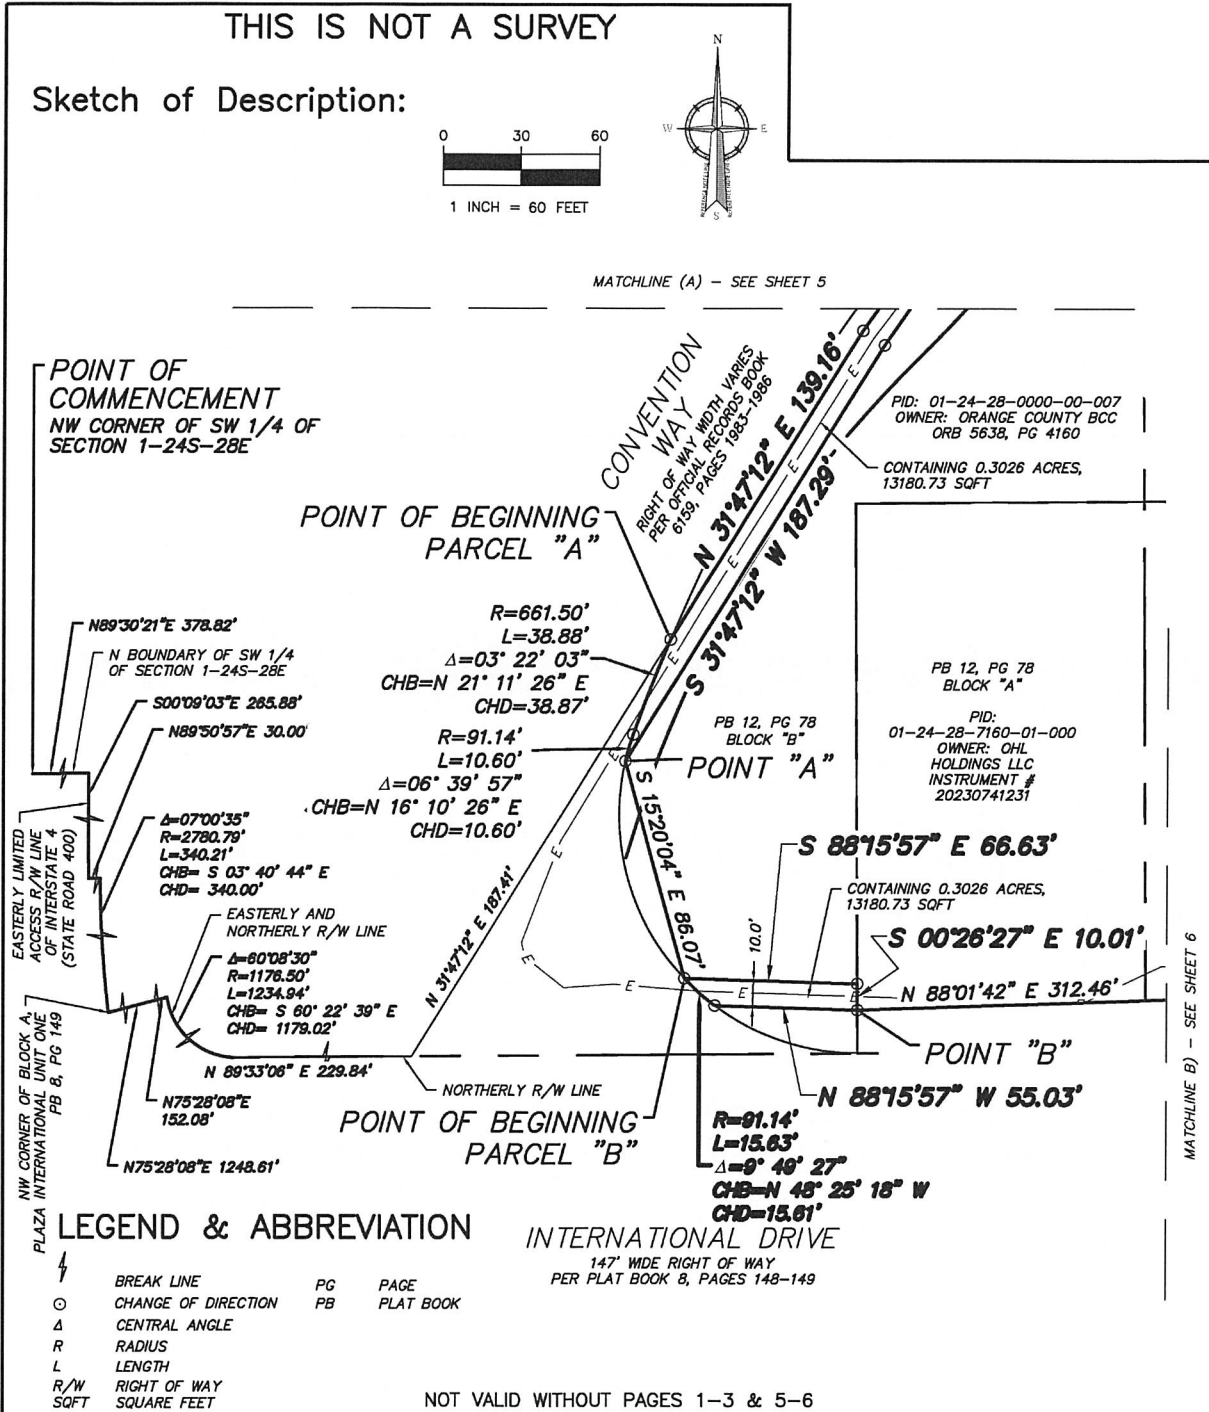 THIS IS NOT A SURVEY
Sketch of Description:
0 30 60
1 INCH = 60 FEET
N
W E
S
MATCHLINE (A) – SEE SHEET 5
POINT OF
COMMENCEMENT
NW CORNER OF SW 1/4 OF
SECTION 1–24S–28E
CONVENTION
WAY
RIGHT OF WAY WIDTH VARIES
PER OFFICIAL RECORDS BOOK
6159, PAGES 1983–1986
N 31°47'12" E 139.16'
S 31°47'12" W 187.29'
PID: 01–24–28–0000–00–007
OWNER: ORANGE COUNTY BCC
ORB 5638, PG 4160
CONTAINING 0.3026 ACRES,
13180.73 SQFT
POINT OF BEGINNING
PARCEL "A"
R=661.50'
L=38.88'
Δ=03° 22' 03"
CHB=N 21° 11' 26" E
CHD=38.87'
R=91.14'
L=10.60'
Δ=06° 39' 57"
CHB=N 16° 10' 26" E
CHD=10.60'
N89°30'21"E 378.82'
N BOUNDARY OF SW 1/4
OF SECTION 1–24S–28E
S00°09'03"E 265.88'
N89°50'57"E 30.00'
PB 12, PG 78
BLOCK "B"
POINT "A"
PB 12, PG 78
BLOCK "A"
PID:
01–24–28–7160–01–000
OWNER: OHL
HOLDINGS LLC
INSTRUMENT #
20230741231
EASTERLY LIMITED
ACCESS R/W LINE
OF INTERSTATE 4
(STATE ROAD 400)
Δ=07°00'35"
R=2780.79'
L=340.21'
CHB= S 03° 40' 44" E
CHD= 340.00'
EASTERLY AND
NORTHERLY R/W LINE
Δ=60°08'30"
R=1176.50'
L=1234.94'
CHB= S 60° 22' 39" E
CHD= 1179.02'
N 31°47'12" E 187.41'
S 15°20'04" E 86.07'
S 88°15'57" E 66.63'
CONTAINING 0.3026 ACRES,
13180.73 SQFT
10.0'
S 00°26'27" E 10.01'
N 88°01'42" E 312.46'
E
E
E
E
E
E
E
E
E
E
POINT "B"
N 88°15'57" W 55.03'
MATCHLINE B) – SEE SHEET 6
N 89°33'06" E 229.84'
NORTHERLY R/W LINE
N75°28'08"E
152.08'
N75°28'08"E 1248.61'
NW CORNER OF BLOCK A,
PLAZA INTERNATIONAL UNIT ONE
PB 8, PG 149
POINT OF BEGINNING
PARCEL "B"
R=91.14'
L=15.63'
Δ=9° 49' 27"
CHB=N 48° 25' 18" W
CHD=15.61'
INTERNATIONAL DRIVE
147' WIDE RIGHT OF WAY
PER PLAT BOOK 8, PAGES 148–149
LEGEND & ABBREVIATION
BREAK LINE PG PAGE
CHANGE OF DIRECTION PB PLAT BOOK
Δ CENTRAL ANGLE
R RADIUS
L LENGTH
R/W RIGHT OF WAY
SQFT SQUARE FEET
NOT VALID WITHOUT PAGES 1–3 & 5–6